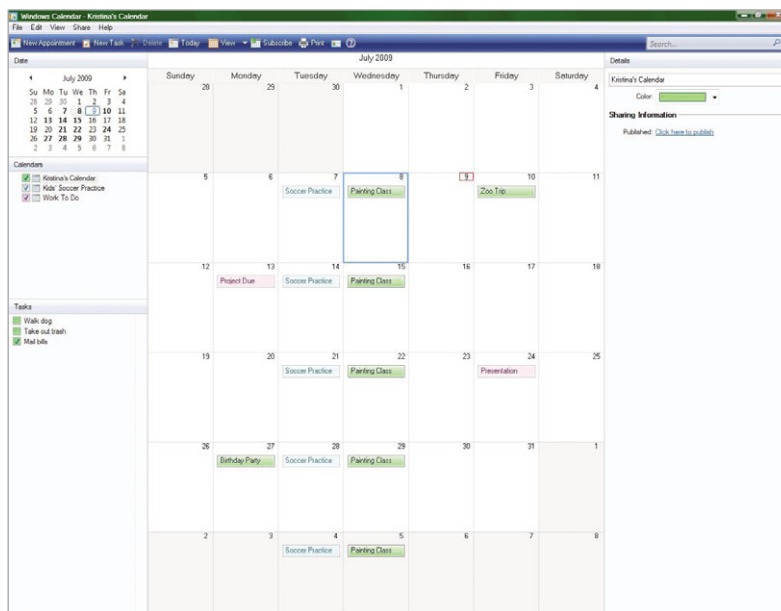 Windows Calendar - Kristina's Calendar
File Edit View Share Help
New Appointment New Task Delete Today View Subscribe Print Search...
Date
July 2009
Su Mo Tu We Th Fr Sa
28 29 30 1 2 3 4
5 6 7 8 9 10 11
12 13 14 15 16 17 18
19 20 21 22 23 24 25
26 27 28 29 30 31 1
2 3 4 5 6 7 8
Calendars
Kristina's Calendar
Kids' Soccer Practice
Work To Do
Tasks
Walk dog
Take out trash
Mail bills
July 2009
Sunday Monday Tuesday Wednesday Thursday Friday Saturday
28 29 30 1 2 3 4
5 6 7 8 9 10 11
Soccer Practice Painting Class Zoo Trip
12 13 14 15 16 17 18
Project Due Soccer Practice Painting Class
19 20 21 22 23 24 25
Soccer Practice Painting Class Presentation
26 27 28 29 30 31 1
Birthday Party Soccer Practice Painting Class
2 3 4 5 6 7 8
Soccer Practice Painting Class
Details
Kristina's Calendar
Color:
Sharing Information
Published: Click here to publish